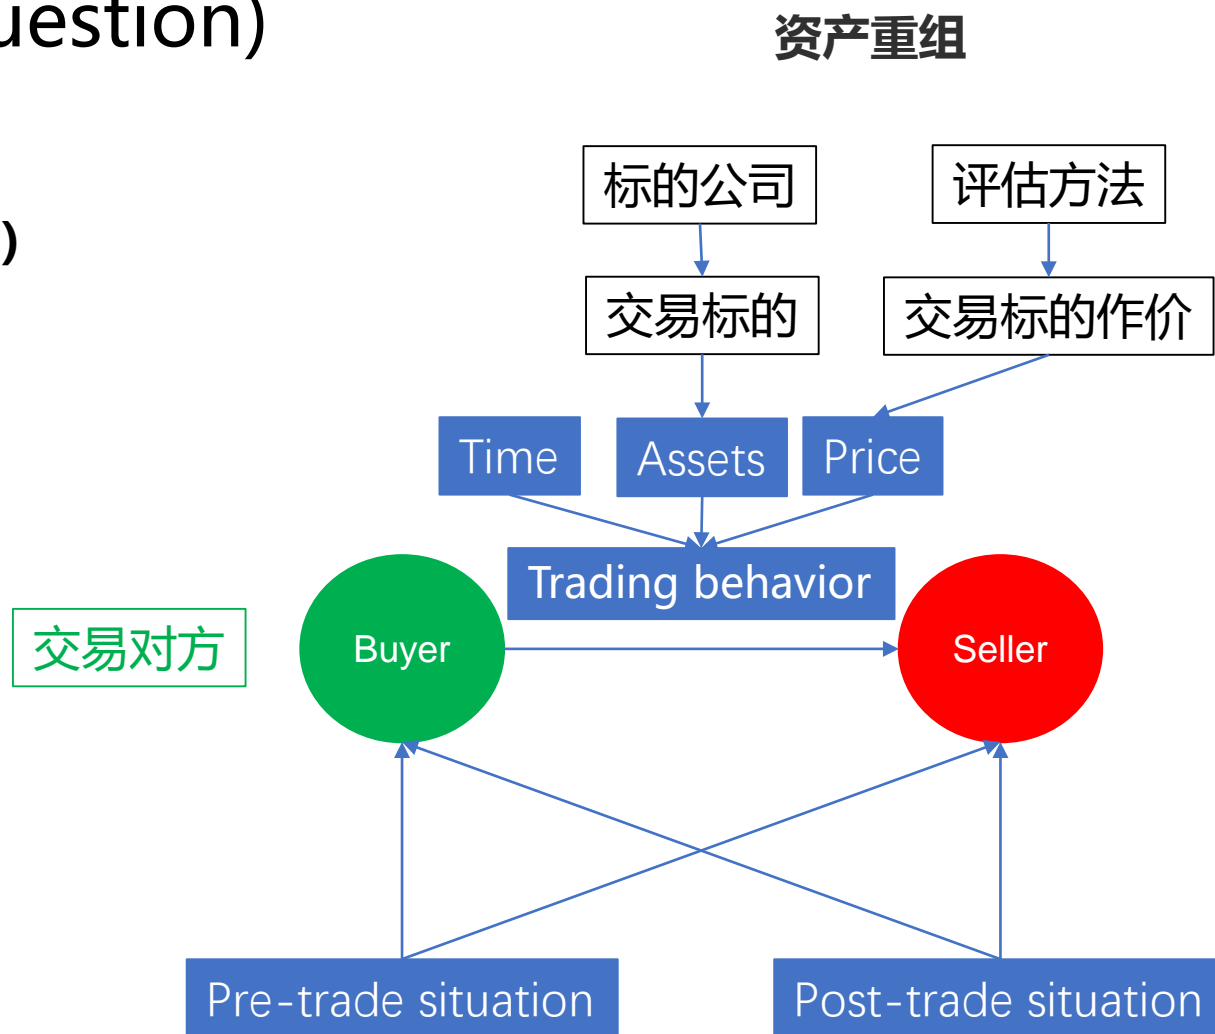 uestion)
资产重组
标的公司
评估方法
)
交易标的
交易标的作价
Time
Assets
Price
Trading behavior
交易对方
Buyer
Seller
Pre-trade situation
Post-trade situation